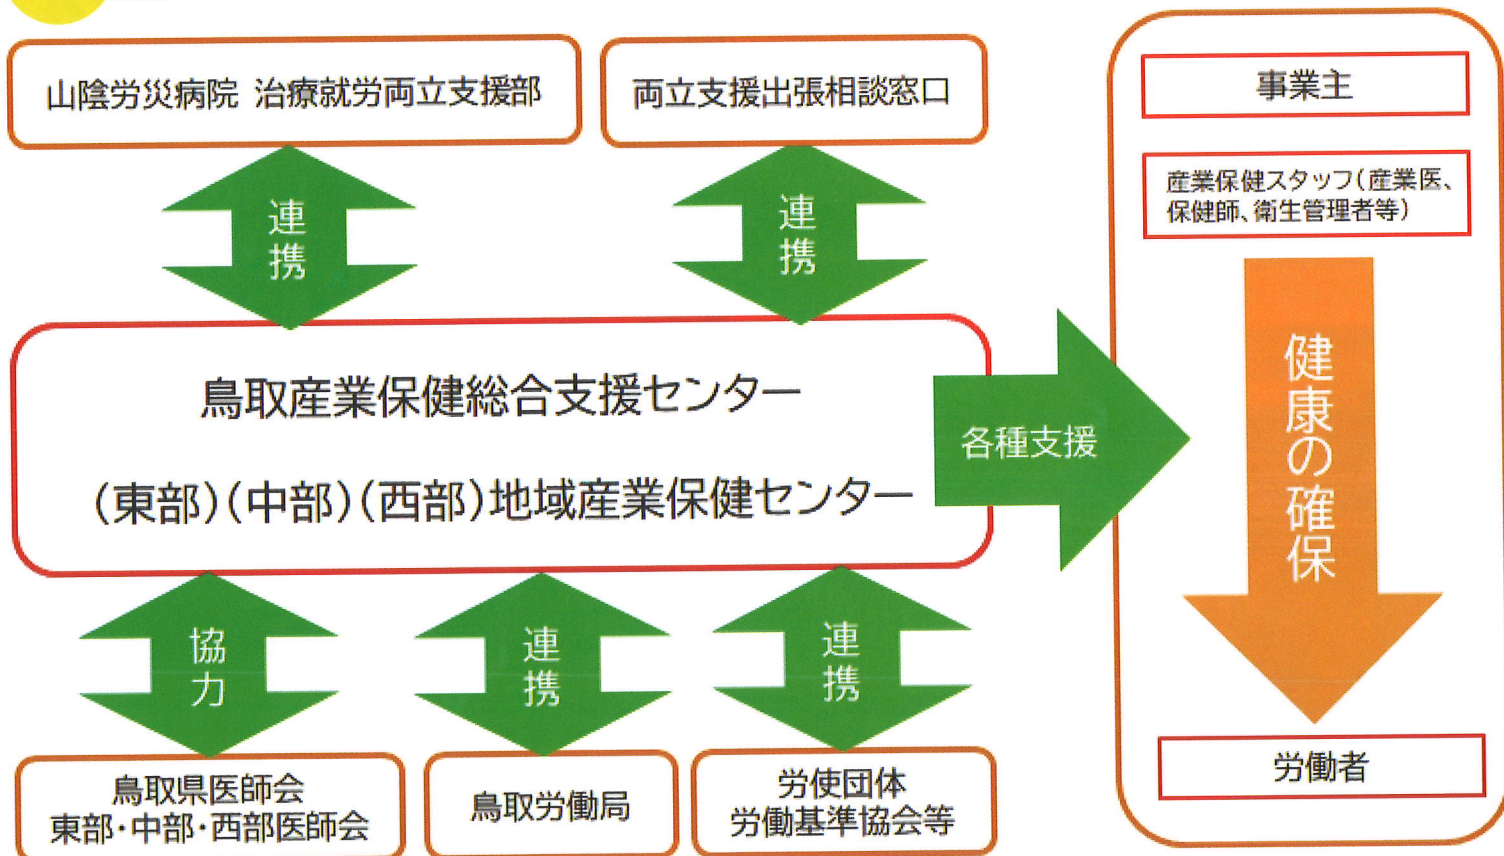 山陰労災病院 治療就労両立支援部
両立支援出張相談窓口
連携
連携
鳥取産業保健総合支援センター
(東部)(中部)(西部)地域産業保健センター
各種支援
協力
連携
連携
鳥取県医師会
東部・中部・西部医師会
鳥取労働局
労使団体
労働基準協会等
事業主
産業保健スタッフ(産業医、
保健師、衛生管理者等)
健康の確保
労働者